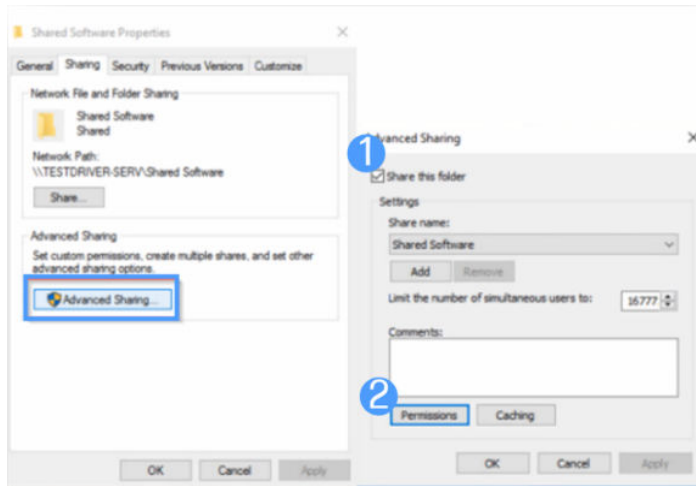 Shared Software Properties
General Sharing Security Previous Versions Customize
Network File and Folder Sharing
Shared Software
Shared
Network Path:
\\TESTDRIVER-SERV\Shared Software
Share...
Advanced Sharing
Set custom permissions, create multiple shares, and set other
advanced sharing options.
Advanced Sharing...
OK Cancel Apply
1
dvanced Sharing
Share this folder
Settings
Share name:
Shared Software
Add Remove
Limit the number of simultaneous users to: 16777
Comments:
2
Permissions Caching
OK Cancel Apply